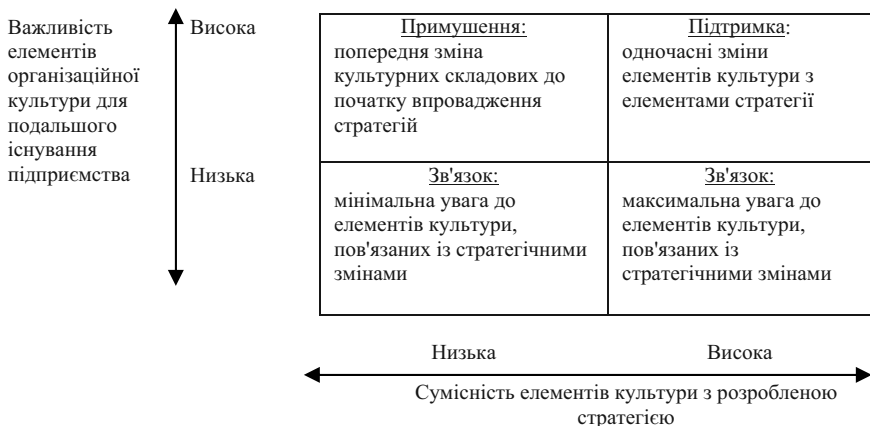 Важливість
елементів
організаційної
культури для
подальшого
існування
підприємства
Висока
Низька
Примушення:
попередня зміна
культурних складових до
початку впровадження
стратегій
Підтримка:
одночасні зміни
елементів культури з
елементами стратегії
Зв'язок:
мінімальна увага до
елементів культури,
пов'язаних із стратегічними
змінами
Зв'язок:
максимальна увага до
елементів культури,
пов'язаних із
стратегічними змінами
Низька
Висока
Сумісність елементів культури з розробленою
стратегією